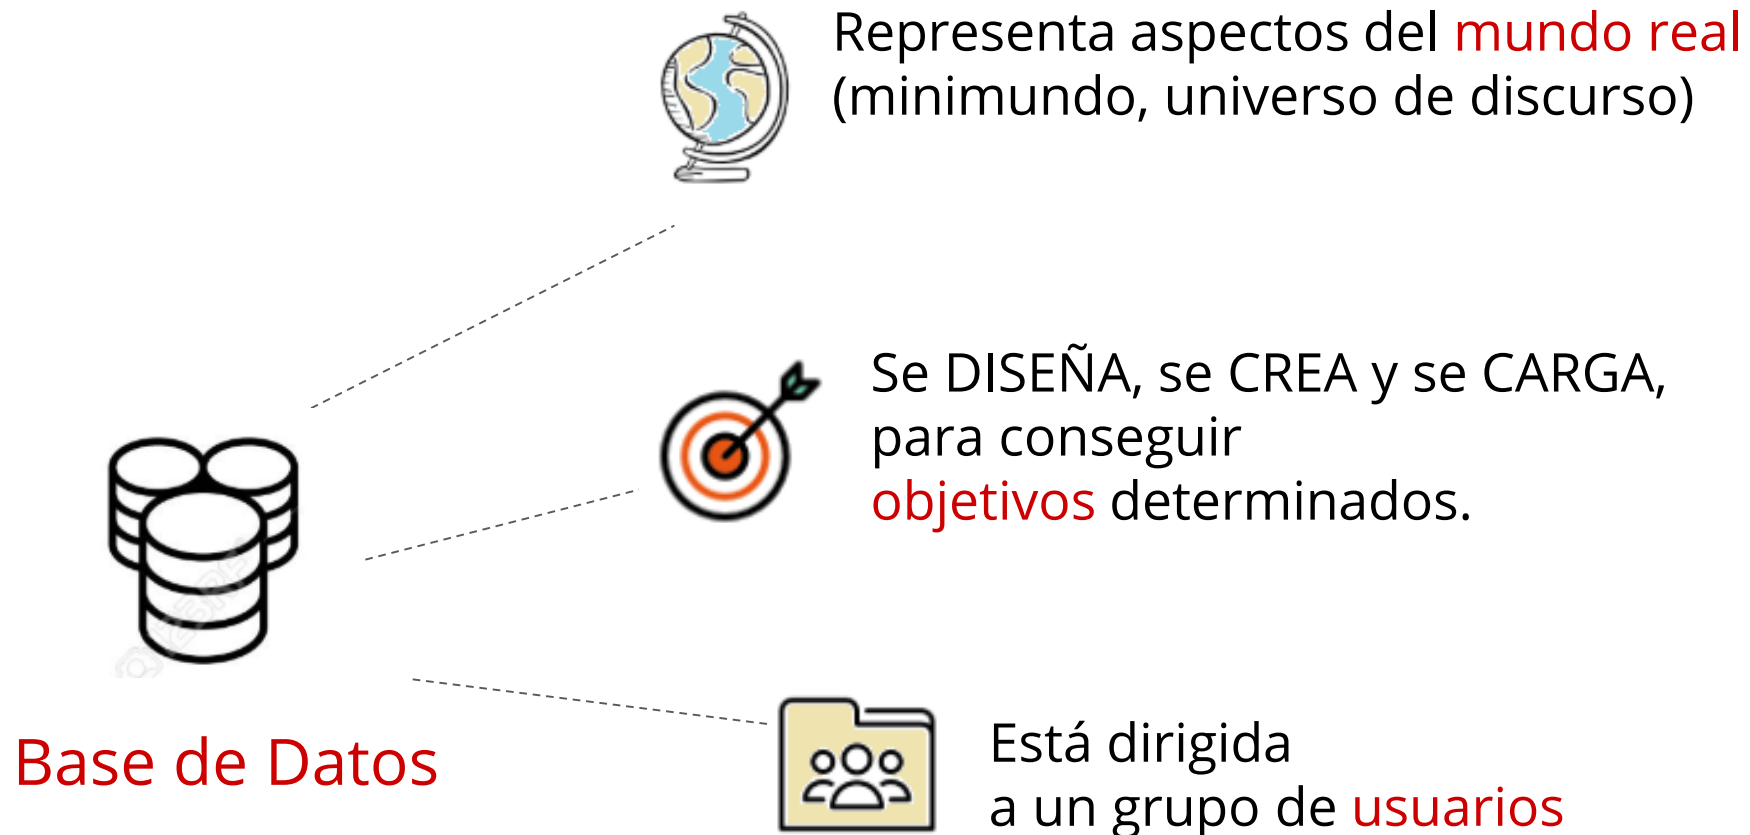 Representa aspectos del mundo real
(minimundo, universo de discurso)
Se DISEÑA, se CREA y se CARGA,
para conseguir
objetivos determinados.
Base de Datos
Está dirigida
a un grupo de usuarios